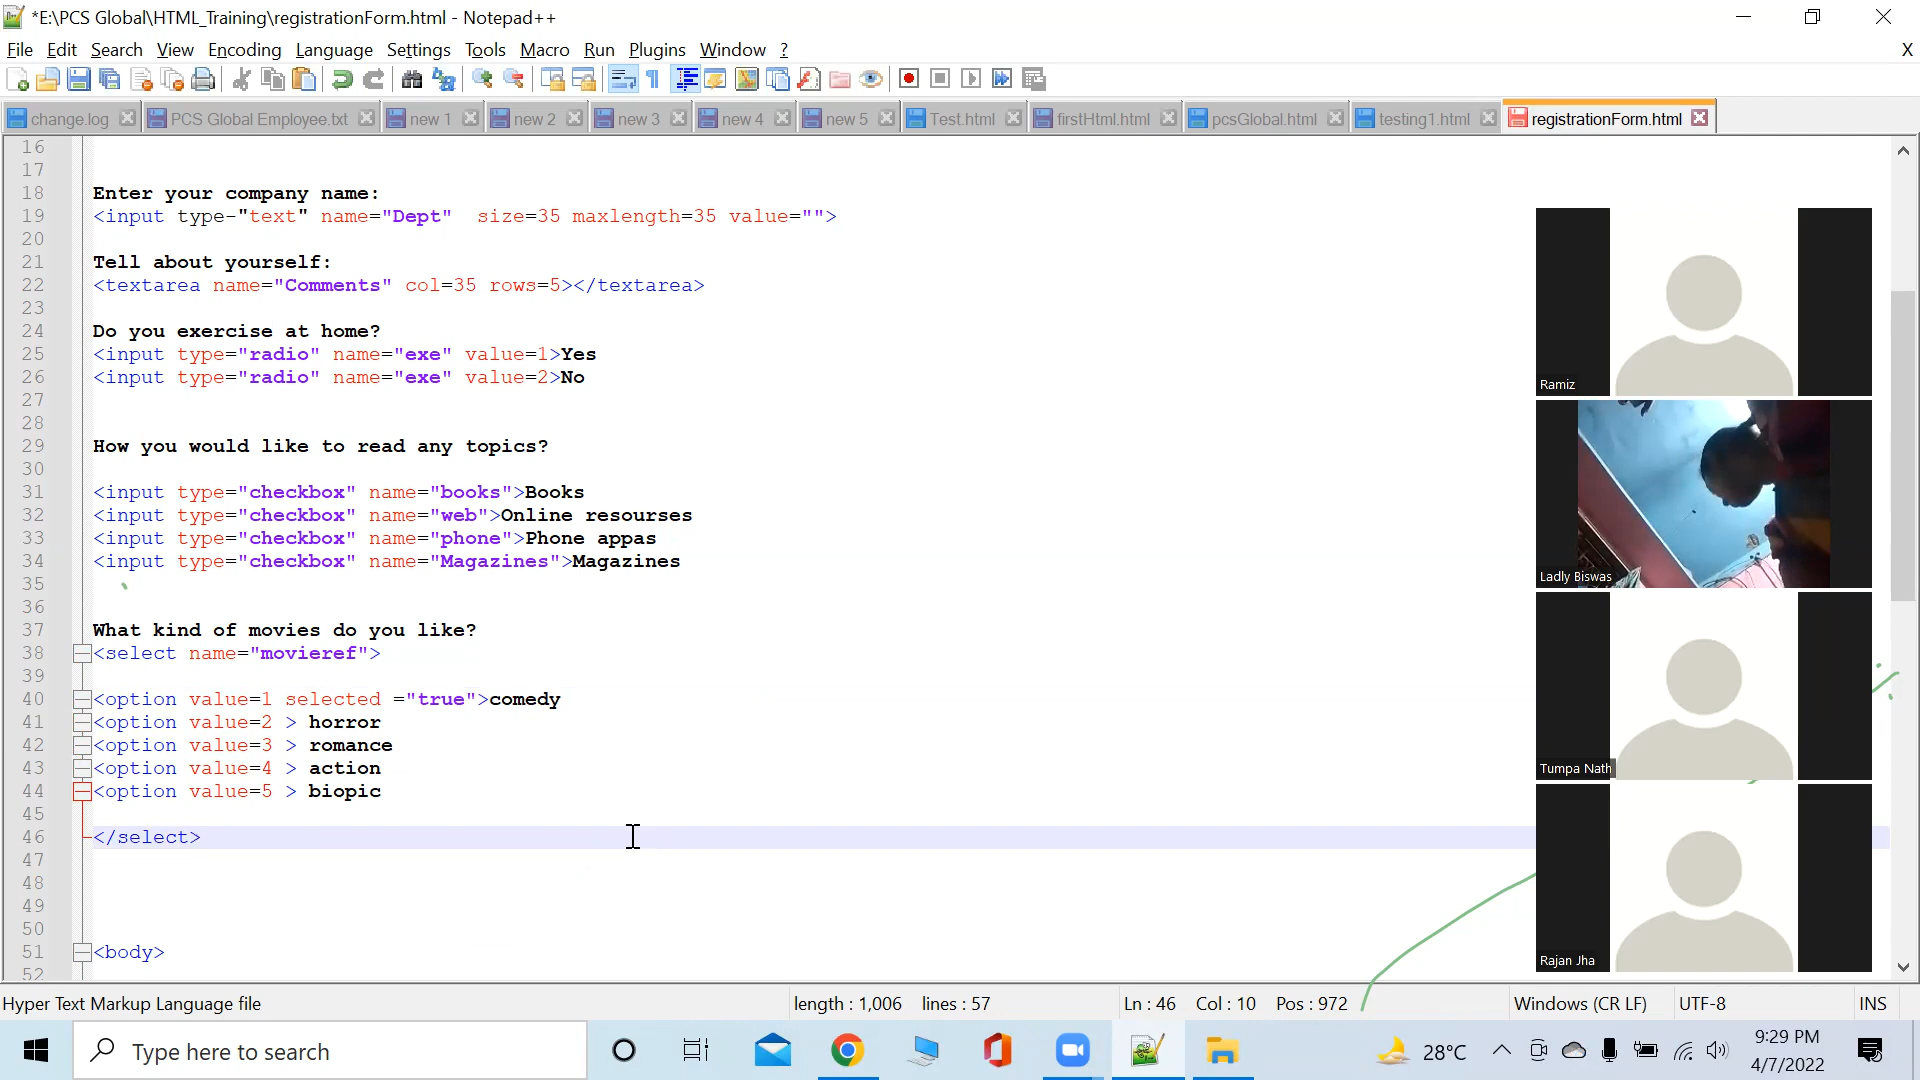 *E:\PCS Global\HTML_Training\registrationForm.html - Notepad++
File Edit Search View Encoding Language Settings Tools Macro Run Plugins Window ? X
change.log PCS Global Employee.txt new 1 new 2 new 3 new 4 new 5 Test.html firstHtml.html pcsGlobal.html testing1.html registrationForm.html
16
17
18 Enter your company name:
19 <input type-"text" name="Dept"  size=35 maxlength=35 value="">
20
21 Tell about yourself:
22 <textarea name="Comments" col=35 rows=5></textarea>
23
24 Do you exercise at home?
25 <input type="radio" name="exe" value=1>Yes
26 <input type="radio" name="exe" value=2>No
27
28
29 How you would like to read any topics?
30
31 <input type="checkbox" name="books">Books
32 <input type="checkbox" name="web">Online resourses
33 <input type="checkbox" name="phone">Phone appas
34 <input type="checkbox" name="Magazines">Magazines
35
36
37 What kind of movies do you like?
38 <select name="movieref">
39
40 <option value=1 selected ="true">comedy
41 <option value=2 > horror
42 <option value=3 > romance
43 <option value=4 > action
44 <option value=5 > biopic
45
46 </select>
47
48
49
50
51 <body>
52
Ramiz
Ladly Biswas
Tumpa Nath
Rajan Jha
Hyper Text Markup Language file length : 1,006 lines : 57 Ln : 46 Col : 10 Pos : 972 Windows (CR LF) UTF-8 INS
Type here to search 28°C 9:29 PM
4/7/2022